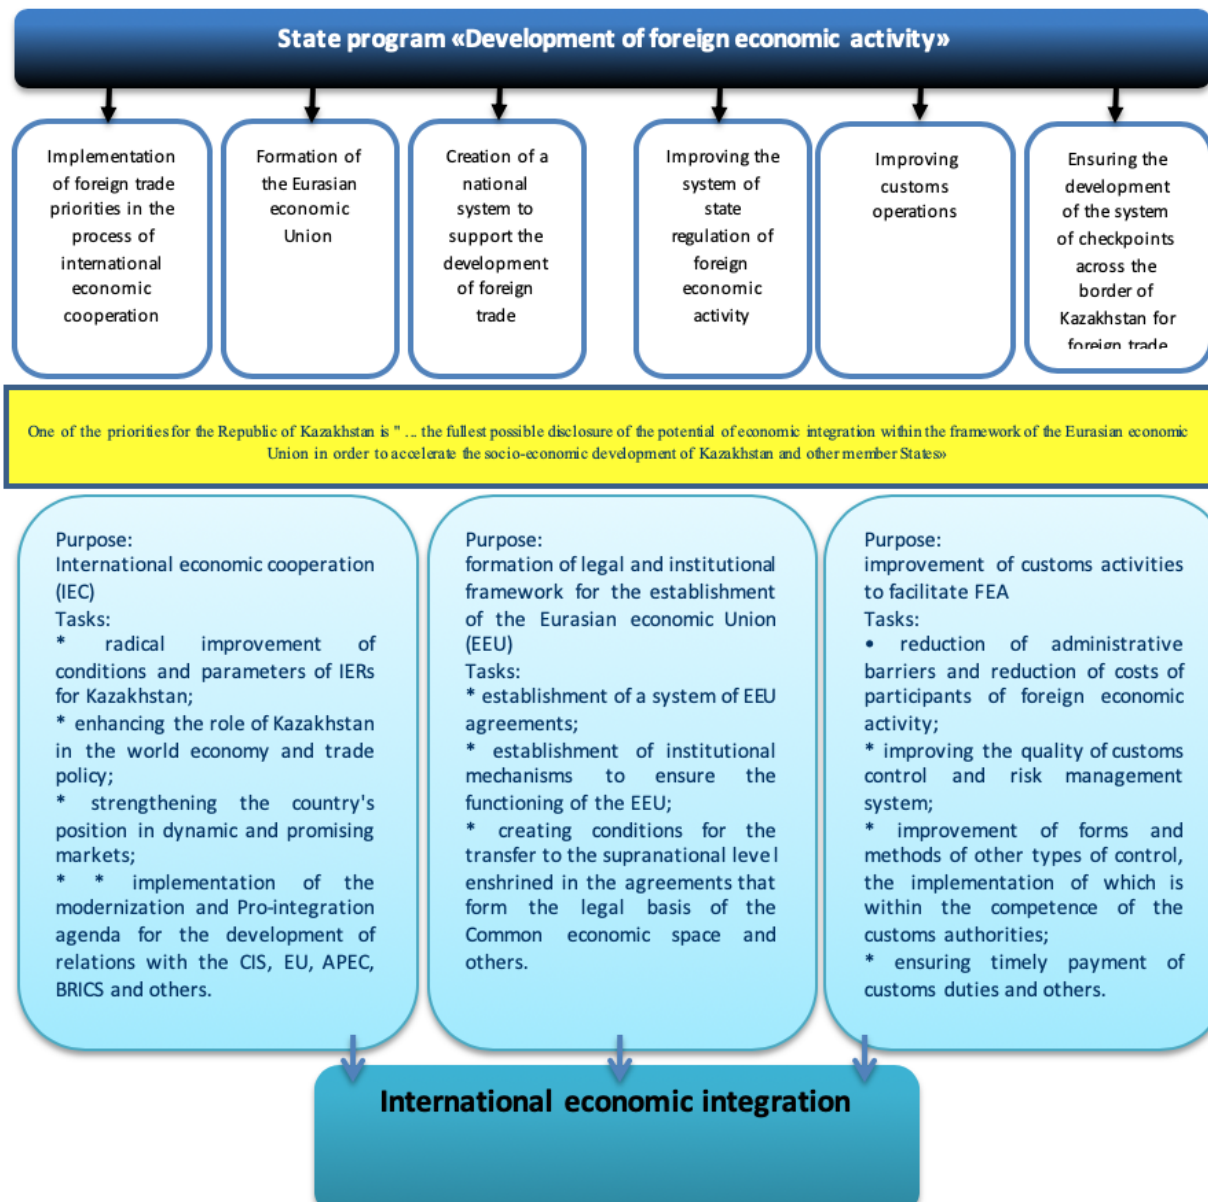 State program «Development of foreign economic activity»
Implementation
of foreign trade
priorities in the
process of
international
economic
cooperation
Formation of
the Eurasian
economic
Union
Creation of a
national
system to
support the
development
of foreign
trade
Improving the
system of
state
regulation of
foreign
economic
activity
Improving
customs
operations
Ensuring the
development
of the system
of checkpoints
across the
border of
Kazakhstan for
foreign trade
One of the priorities for the Republic of Kazakhstan is " ... the fullest possible disclosure of the potential of economic integration within the framework of the Eurasian economic
Union in order to accelerate the socio-economic development of Kazakhstan and other member States»
Purpose:
International economic cooperation
(IEC)
Tasks:
* radical improvement of
conditions and parameters of IERs
for Kazakhstan;
* enhancing the role of Kazakhstan
in the world economy and trade
policy;
* strengthening the country's
position in dynamic and promising
markets;
* * implementation of the
modernization and Pro-integration
agenda for the development of
relations with the CIS, EU, APEC,
BRICS and others.
Purpose:
formation of legal and institutional
framework for the establishment
of the Eurasian economic Union
(EEU)
Tasks:
* establishment of a system of EEU
agreements;
* establishment of institutional
mechanisms to ensure the
functioning of the EEU;
* creating conditions for the
transfer to the supranational level
enshrined in the agreements that
form the legal basis of the
Common economic space and
others.
Purpose:
improvement of customs activities
to facilitate FEA
Tasks:
• reduction of administrative
barriers and reduction of costs of
participants of foreign economic
activity;
* improving the quality of customs
control and risk management
system;
* improvement of forms and
methods of other types of control,
the implementation of which is
within the competence of the
customs authorities;
* ensuring timely payment of
customs duties and others.
International economic integration